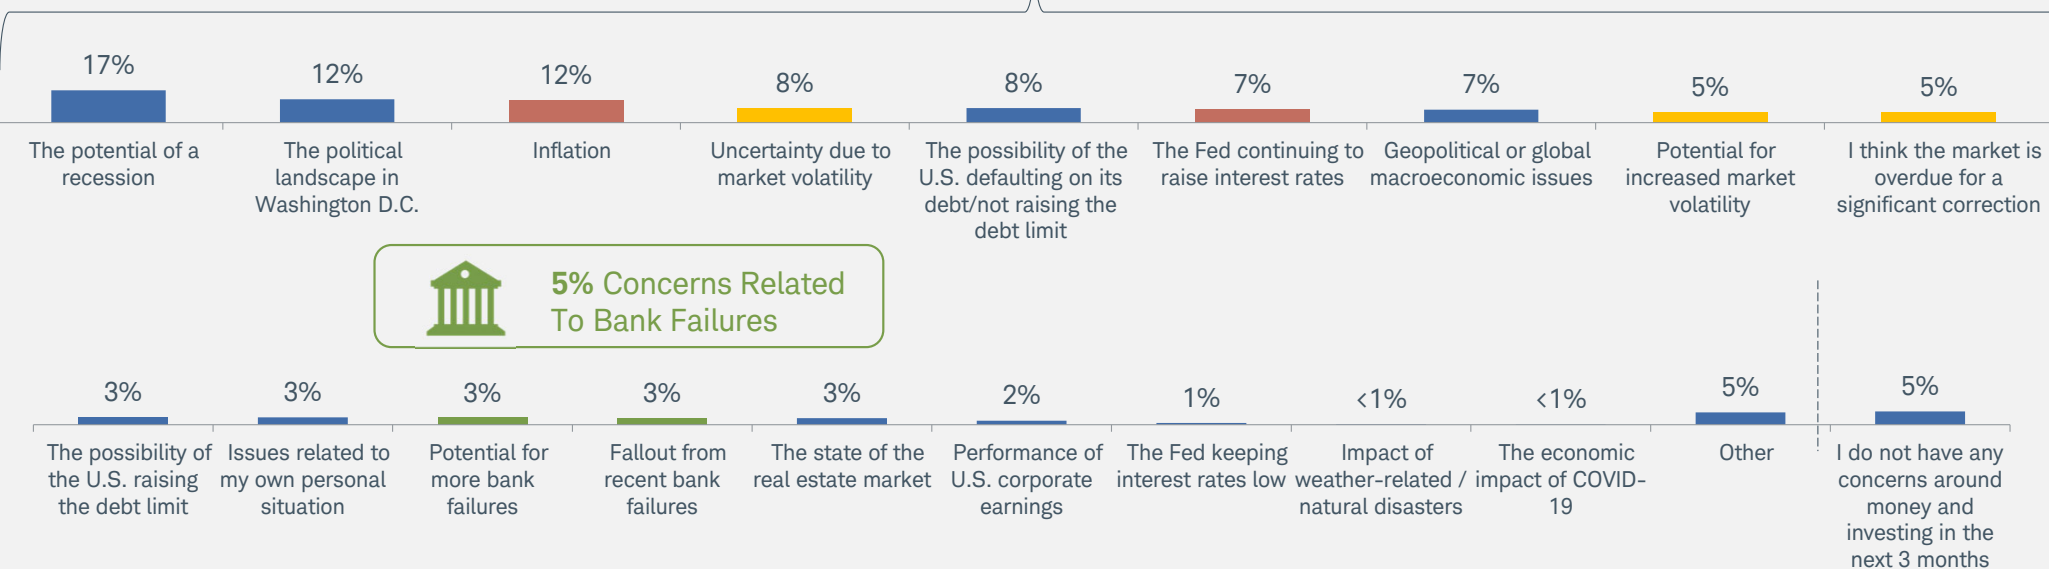 17%
12%
12%
8%
8%
7%
7%
5%
5%
The potential of a
recession
The political
landscape in
Washington D.C.
Inflation
Uncertainty due to
market volatility
The possibility of the
U.S. defaulting on its
debt/not raising the
debt limit
The Fed continuing to
raise interest rates
Geopolitical or global
macroeconomic issues
Potential for
increased market
volatility
I think the market is
overdue for a
significant correction
5% Concerns Related
To Bank Failures
3%
3%
3%
3%
3%
2%
1%
<1%
<1%
5%
5%
The possibility of
the U.S. raising
the debt limit
Issues related to
my own personal
situation
Potential for
more bank
failures
Fallout from
recent bank
failures
The state of the
real estate market
Performance of
U.S. corporate
earnings
The Fed keeping
interest rates low
Impact of
weather-related /
natural disasters
The economic
impact of COVID-
19
Other
I do not have any
concerns around
money and
investing in the
next 3 months